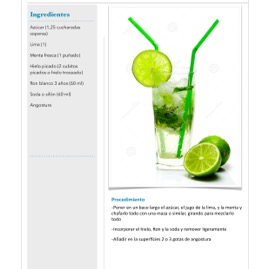 Ingredientes
Azúcar (1,25 cucharadas
soperas)
Lima (1)
Menta fresca (1 puñado)
Hielo picado (2 cubitos
picados o hielo troceado)
Ron blanco 3 años (60 ml)
Soda o sifón (60 ml)
Angostura
Procedimiento
-Poner en un baso largo el azúcar, el jugo de la lima, y la menta y
chafarlo todo con una masa o similar, girando para mezclarlo
todo
-Incorporar el hielo, Ron y la soda y remover ligeramente
-Añadir en la superficies 2 o 3 gotas de angostura